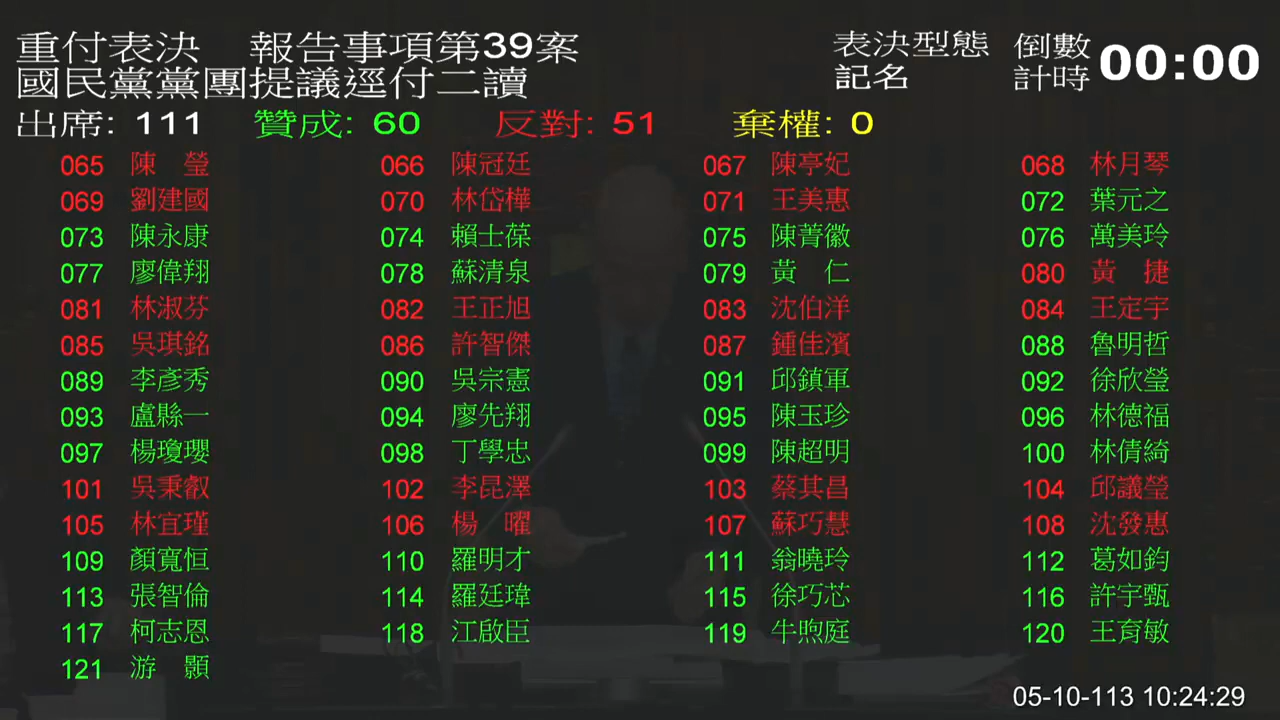 重付表決 報告事項第39案 表決型態 倒數 00:00
國民黨黨團提議逕付二讀 記名 計時
出席: 111 贊成: 60 反對: 51 棄權: 0
065 陳 瑩 066 陳冠廷 067 陳亭妃 068 林月琴
069 劉建國 070 林岱樺 071 王美惠 072 葉元之
073 陳永康 074 賴士葆 075 陳菁徽 076 萬美玲
077 廖偉翔 078 蘇清泉 079 黃 仁 080 黃 捷
081 林淑芬 082 王正旭 083 沈伯洋 084 王定宇
085 吳琪銘 086 許智傑 087 鍾佳濱 088 魯明哲
089 李彥秀 090 吳宗憲 091 邱鎮軍 092 徐欣瑩
093 盧縣一 094 廖先翔 095 陳玉珍 096 林德福
097 楊瓊瓔 098 丁學忠 099 陳超明 100 林倩綺
101 吳秉叡 102 李昆澤 103 蔡其昌 104 邱議瑩
105 林宜瑾 106 楊 曜 107 蘇巧慧 108 沈發惠
109 顏寬恒 110 羅明才 111 翁曉玲 112 葛如鈞
113 張智倫 114 羅廷瑋 115 徐巧芯 116 許宇甄
117 柯志恩 118 江啟臣 119 牛煦庭 120 王育敏
121 游 顥
05-10-113 10:24:29